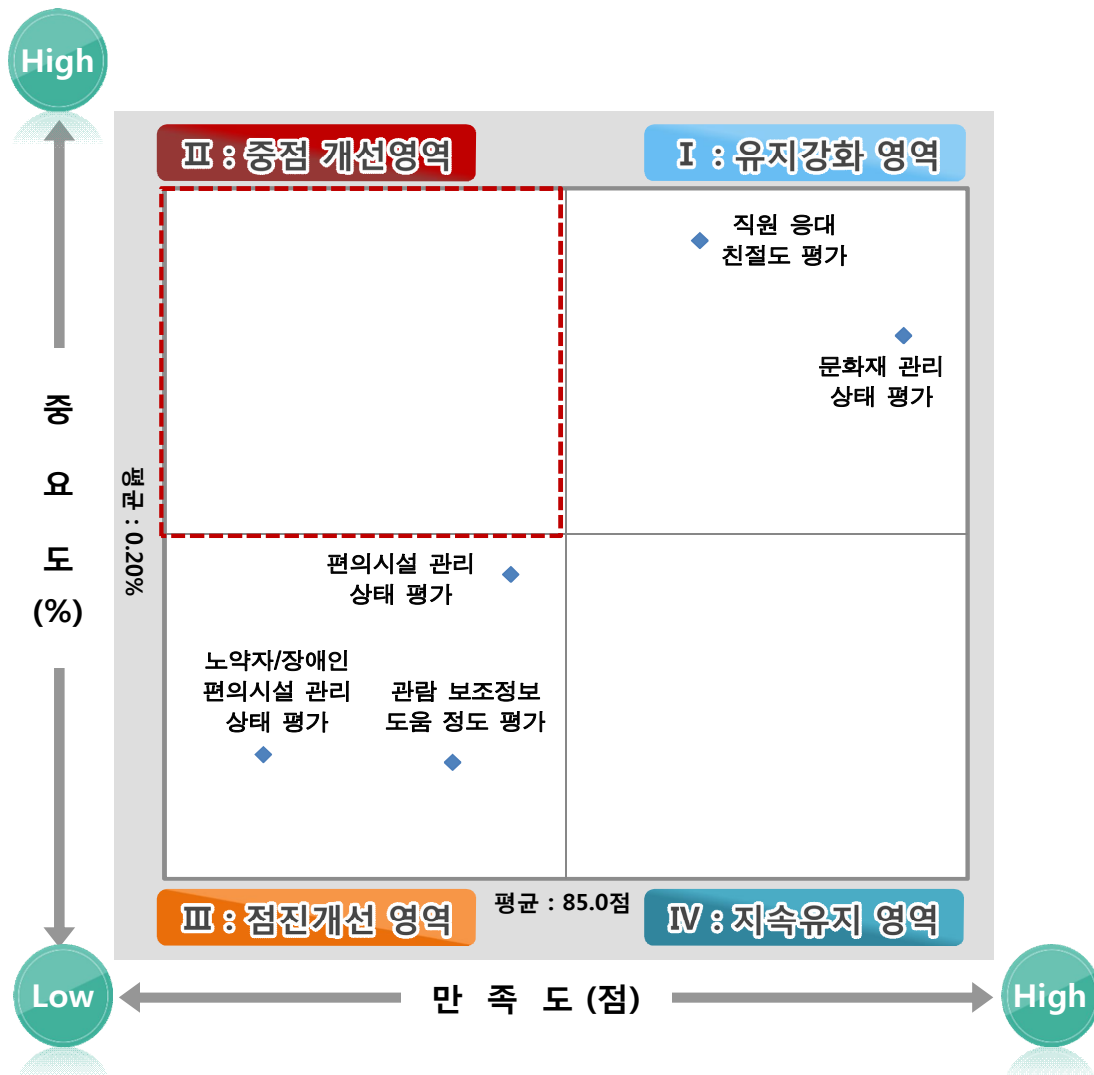 High
Ⅱ : 중점 개선영역
Ⅰ : 유지강화 영역
직원 응대
친절도 평가
문화재 관리
상태 평가
중
요
도
(%)
평균 : 0.20%
편의시설 관리
상태 평가
노약자/장애인
편의시설 관리
상태 평가
관람 보조정보
도움 정도 평가
Ⅲ : 점진개선 영역
평균 : 85.0점
Ⅳ : 지속유지 영역
Low
만 족 도 (점)
High